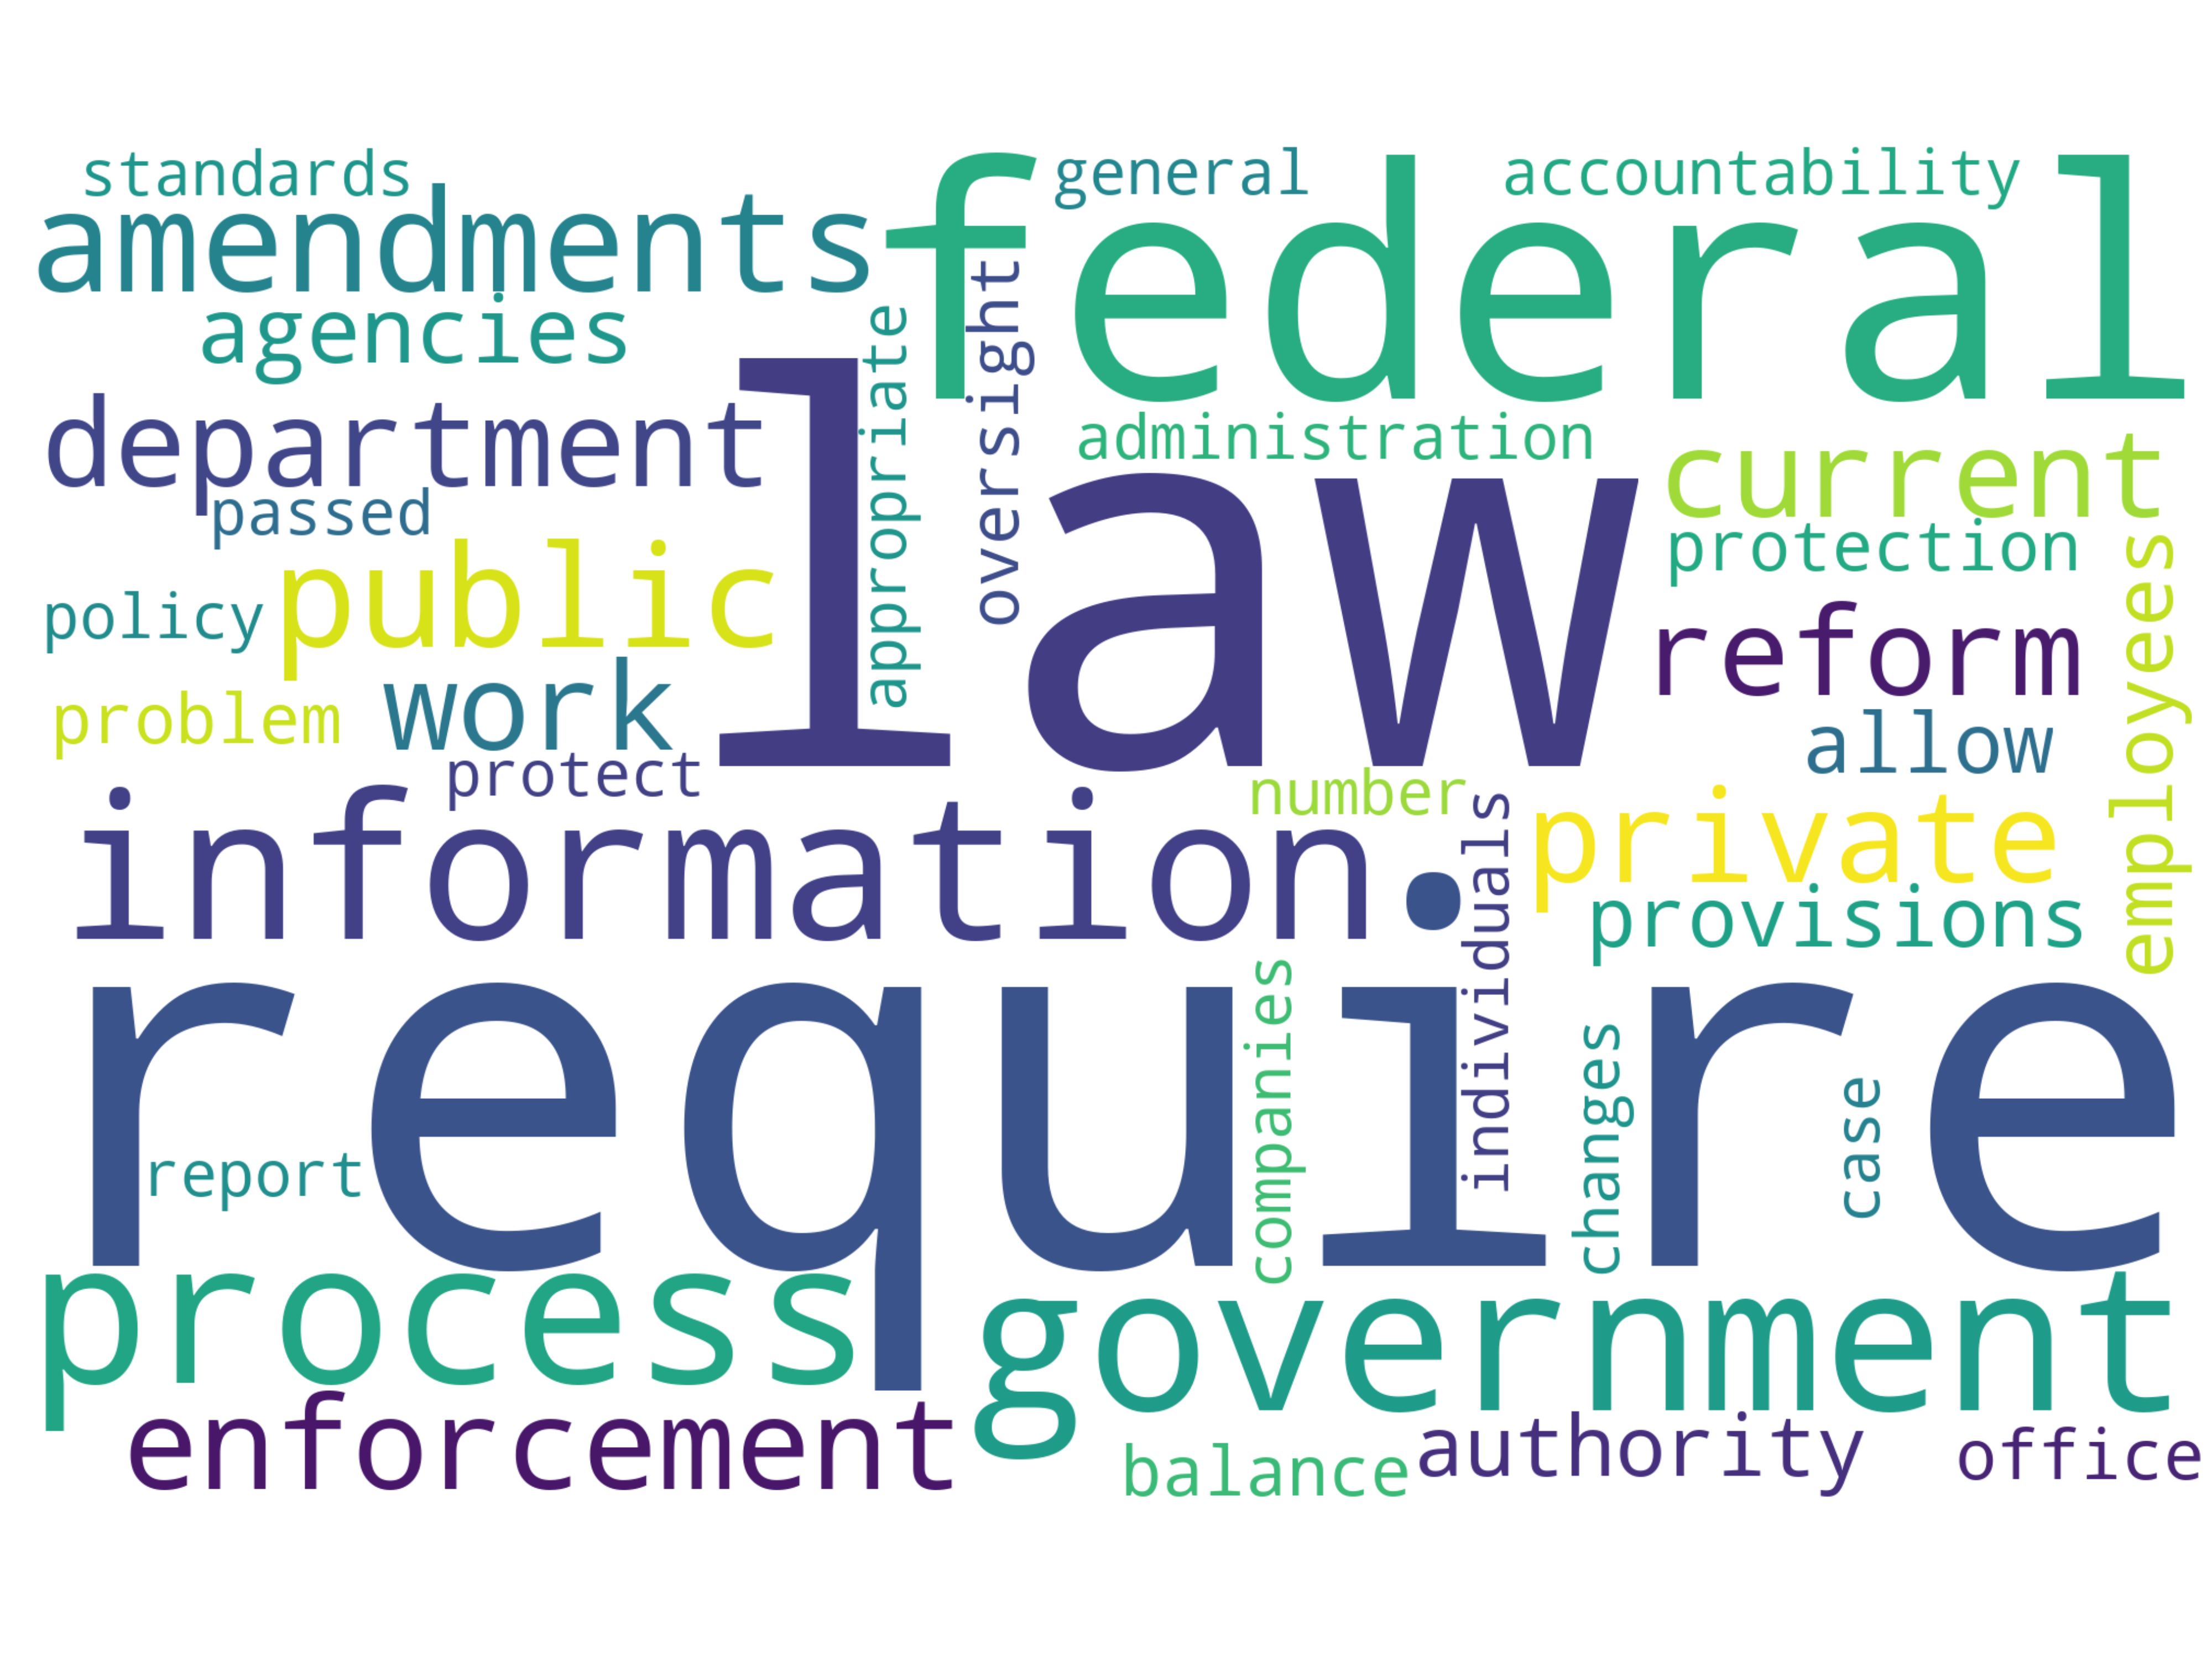 standards
general
accountability
amendments
federal
agencies
oversight
appropriate
department
administration
current
passed
law
protection
public
policy
employees
reform
work
problem
allow
protect
number
information
individuals
private
provisions
require
companies
changes
case
report
process
government
enforcement
authority
office
balance